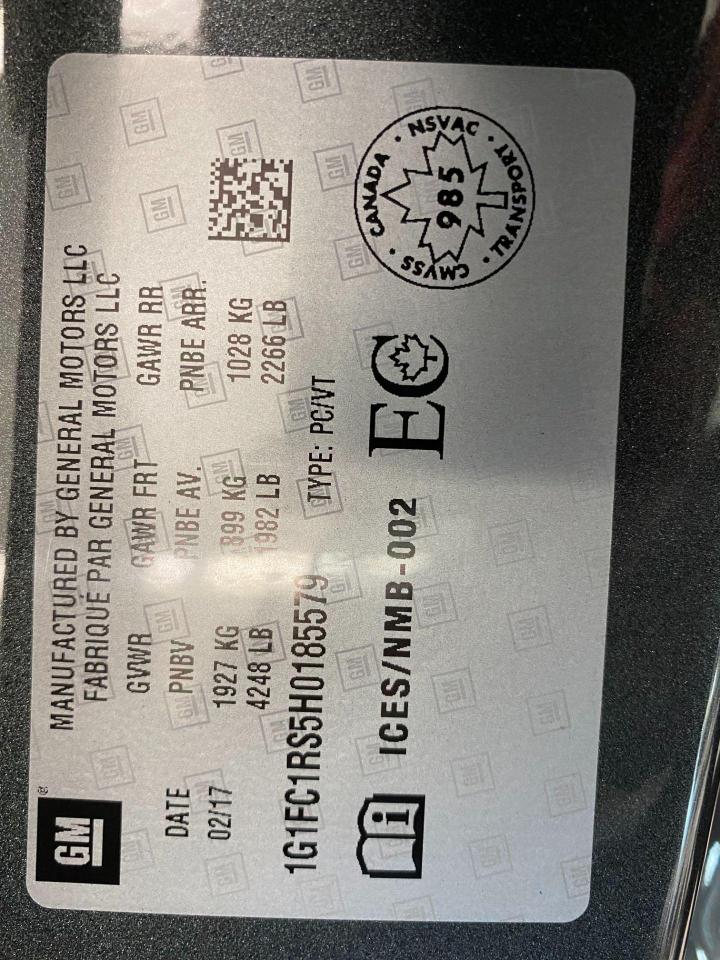 GM
MANUFACTURED BY GENERAL MOTORS LLC
FABRIQUÉ PAR GENERAL MOTORS LLC
DATE GVWR GAWR FRT GAWR RR.
PNBV PNBE AV. PNBE ARR.
02/17 1927 KG 899 KG 1028 KG
4248 LB 1982 LB 2266 LB
1G1FC1RS5H0185579 TYPE: PC/VT
i ICES/NMB-002 EC
CANADA · NSVAC · TRANSPORT · CMVSS ·
985